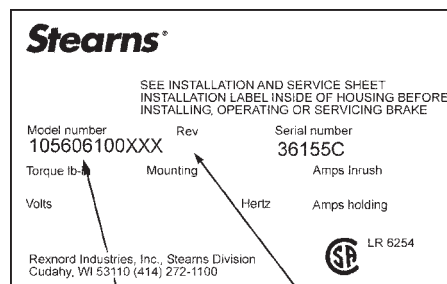 Stearns®
SEE INSTALLATION AND SERVICE SHEET
INSTALLATION LABEL INSIDE OF HOUSING BEFORE
INSTALLING, OPERATING OR SERVICING BRAKE
Model number Rev Serial number
105606100XXX 36155C
Torque lb- Mounting Amps Inrush
Volts Hertz Amps holding
Rexnord Industries, Inc., Stearns Division
Cudahy, WI 53110 (414) 272-1100
SA LR 6254